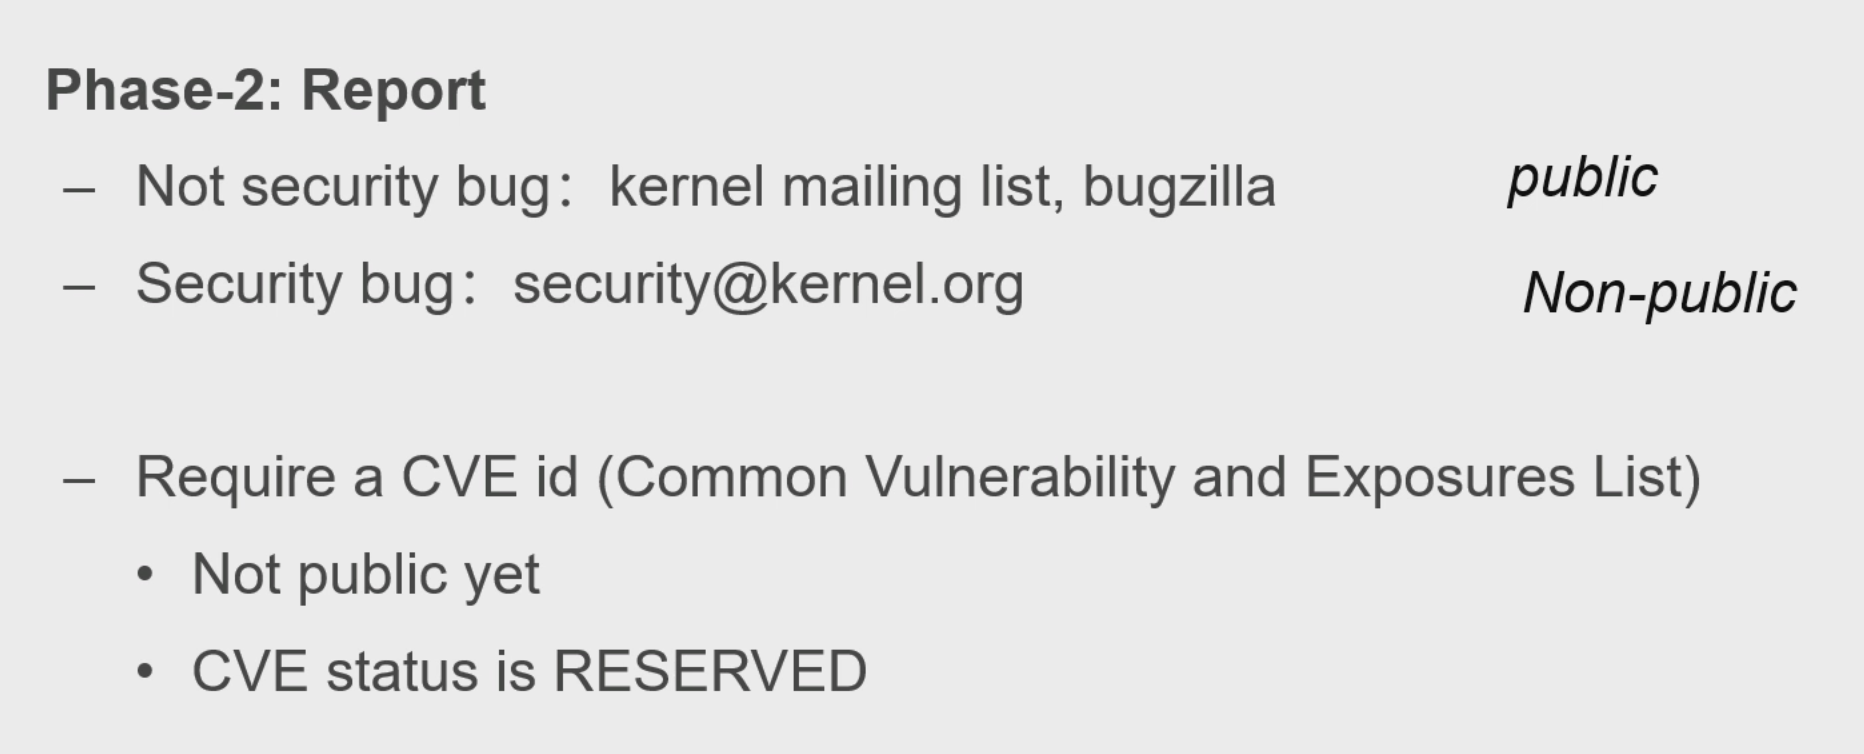 Phase-2: Report
– Not security bug：kernel mailing list, bugzilla public
– Security bug：security@kernel.org Non-public
– Require a CVE id (Common Vulnerability and Exposures List)
• Not public yet
• CVE status is RESERVED